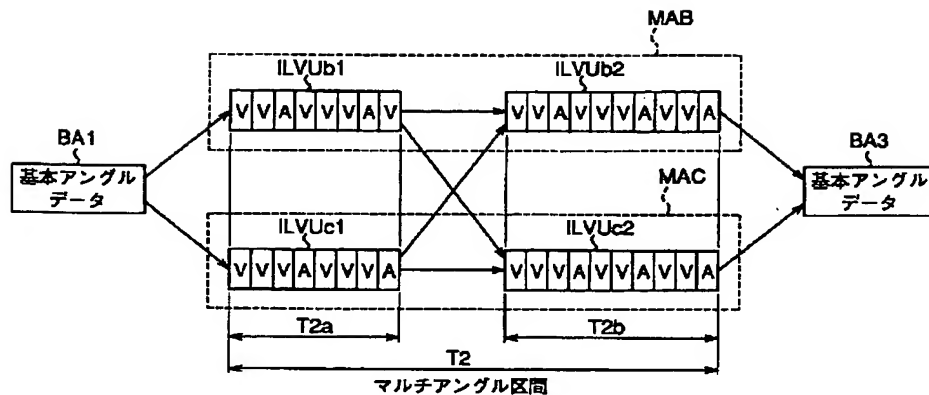 MAB
ILVUb1
ILVUb2
V V A V V V A V
V V A V V V A V V A
BA1
基本アングル
データ
BA3
基本アングル
データ
MAC
ILVUc1
ILVUc2
V V V A V V V A
V V V A V V A V V A
T2a
T2b
T2
マルチアングル区間